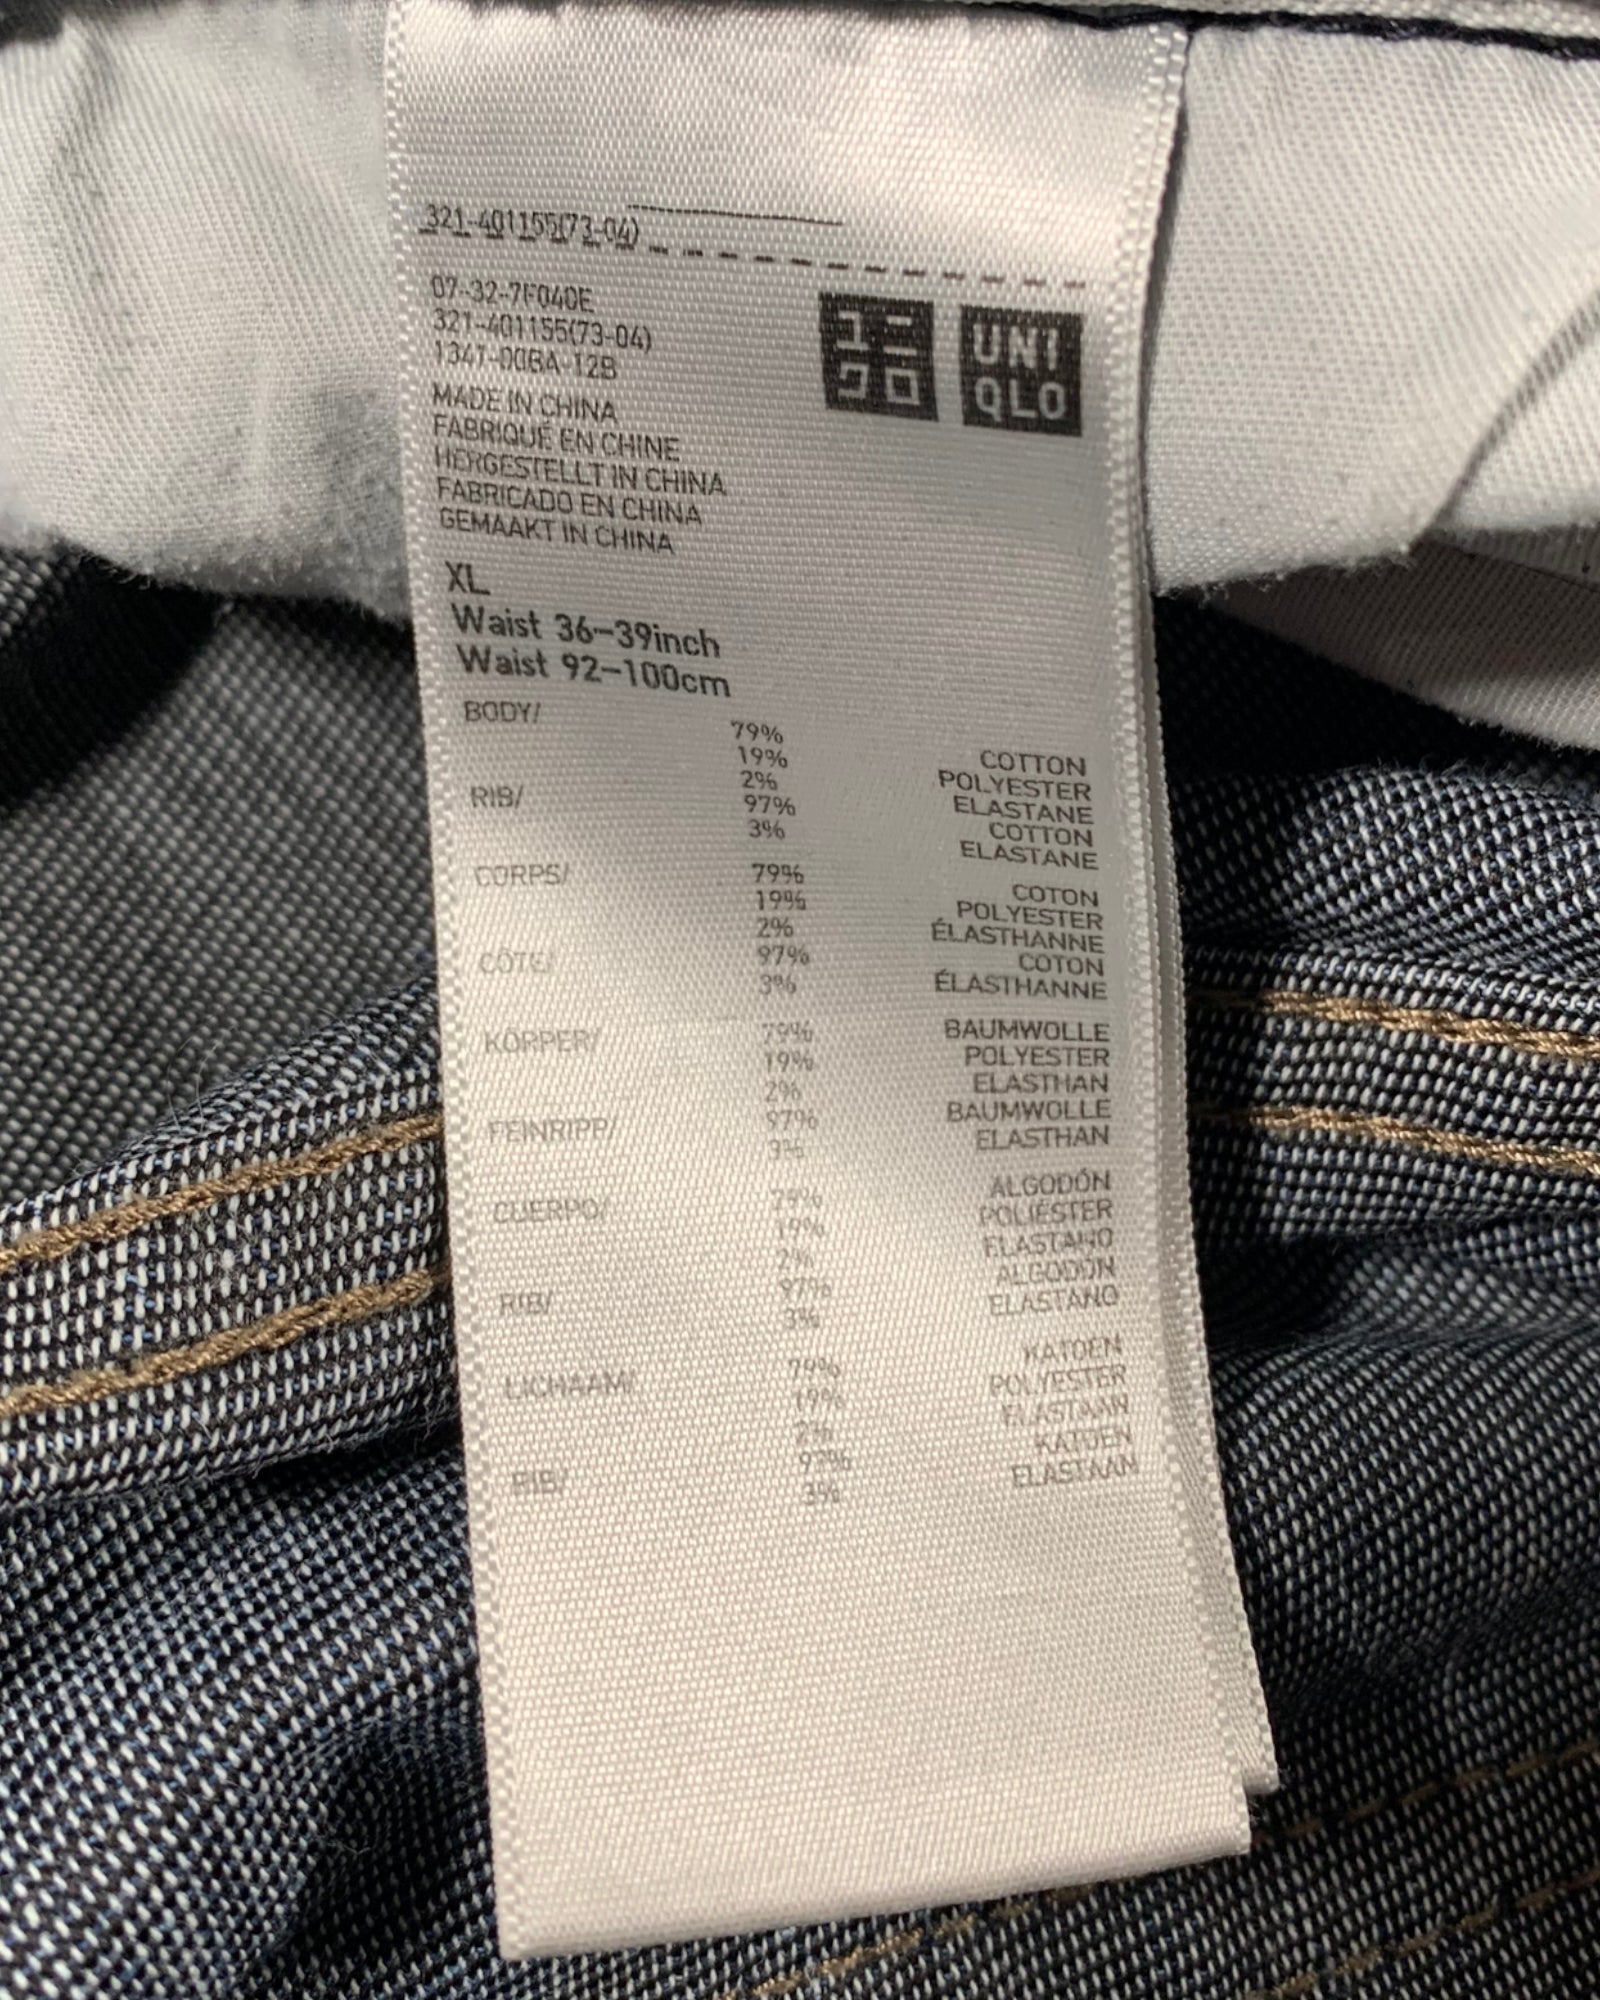 321-401155(73-04)
07-32-7F040E
321-401155(73-04)
1341-00BA-12B
ユニ
クロ
UNI
QLO
MADE IN CHINA
FABRIQUÉ EN CHINE
HERGESTELLT IN CHINA
FABRICADO EN CHINA
GEMAAKT IN CHINA
XL
Waist 36-39inch
Waist 92-100cm
BODY/
79% COTTON
19% POLYESTER
2% ELASTANE
RIB/ 97% COTTON
3% ELASTANE
CORPS/ 79% COTON
19% POLYESTER
2% ÉLASTHANNE
CÔTE/ 97% COTON
3% ÉLASTHANNE
KÖRPER/ 79% BAUMWOLLE
19% POLYESTER
2% ELASTHAN
FEINRIPP/ 97% BAUMWOLLE
3% ELASTHAN
CUERPO/ 79% ALGODÓN
19% POLIÉSTER
2% ELASTANO
RIB/ 97% ALGODÓN
3% ELASTANO
LICHAAM/ 79% KATOEN
19% POLYESTER
2% ELASTAAN
RIB/ 97% KATOEN
3% ELASTAAN